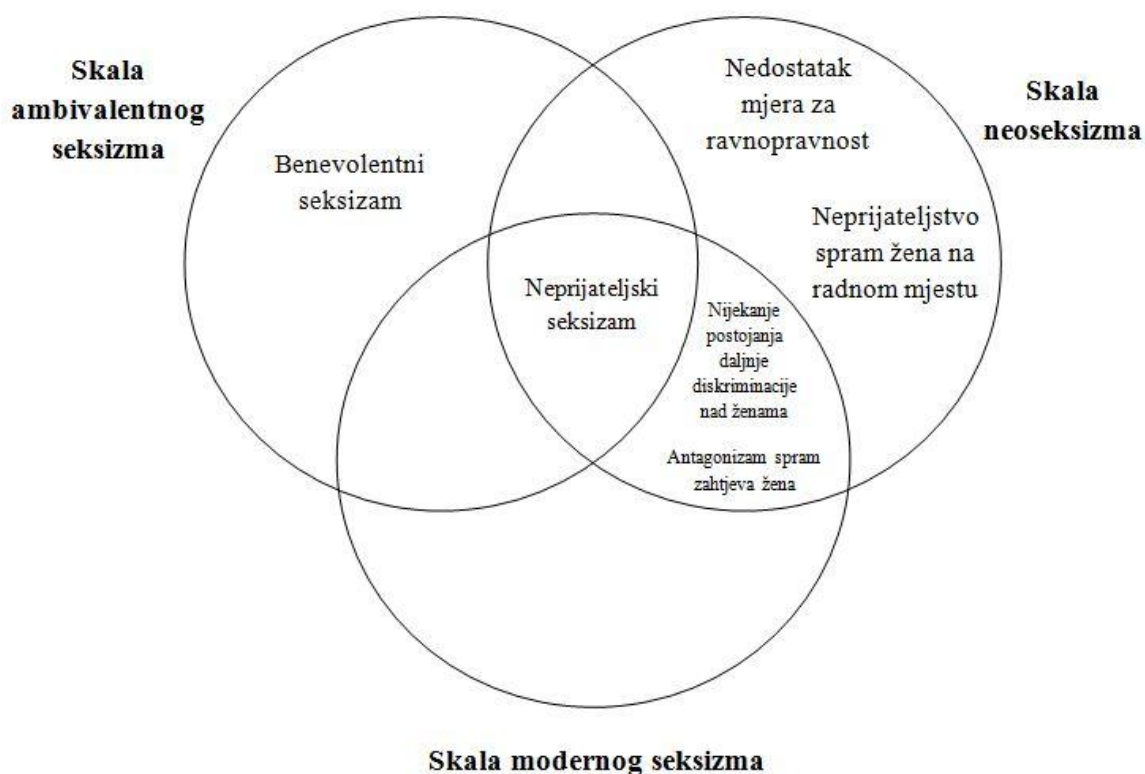 Skala
ambivalentnog
seksizma
Benevolentni
seksizam
Nedostatak
mjera za
ravnopravnost
Skala
neoseksizma
Neprijateljstvo
spram žena na
radnom mjestu
Neprijateljski
seksizam
Nijekanje
postojanja
daljnje
diskriminacije
nad ženama
Antagonizam spram
zahtjeva žena
Skala modernog seksizma